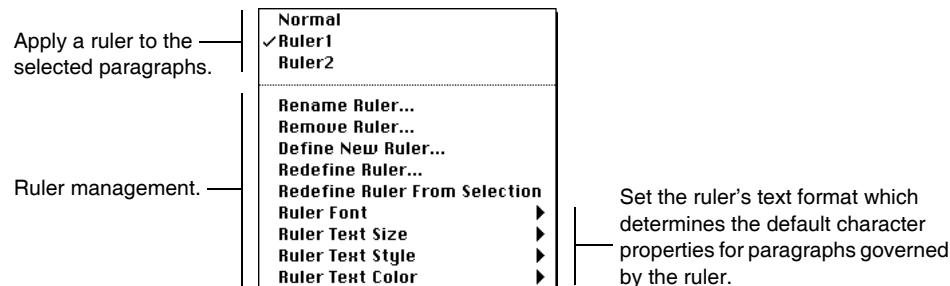 Apply a ruler to the
selected paragraphs.
Normal
✓Ruler1
Ruler2
Ruler management.
Rename Ruler...
Remove Ruler...
Define New Ruler...
Redefine Ruler...
Redefine Ruler From Selection
Ruler Font
Ruler Text Size
Ruler Text Style
Ruler Text Color
Set the ruler’s text format which
determines the default character
properties for paragraphs governed
by the ruler.